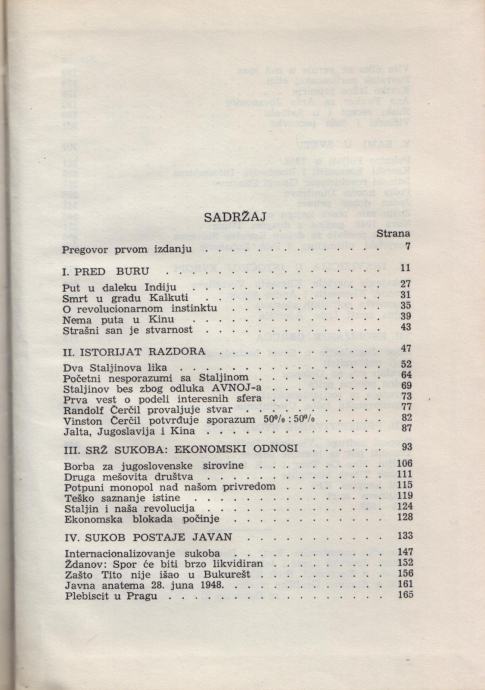 SADRŽAJ
Strana
Pregovor prvom izdanju . . . . . . . . . . . . . 7
I. PRED BURU . . . . . . . . . . . . . . . 11
Put u daleku Indiju . . . . . . . . . . . . . . 27
Smrt u gradu Kalkuti . . . . . . . . . . . . . 31
O revolucionarnom instinktu . . . . . . . . . . . 35
Nema puta u Kinu . . . . . . . . . . . . . . 39
Strašni san je stvarnost . . . . . . . . . . . . . 43
II. ISTORIJAT RAZDORA . . . . . . . . . . . . 47
Dva Staljinova lika . . . . . . . . . . . . . . 52
Početni nesporazumi sa Staljinom . . . . . . . . . 64
Staljinov bes zbog odluka AVNOJ-a . . . . . . . . 69
Prva vest o podeli interesnih sfera . . . . . . . . 73
Randolf Čerčil provaljuje stvar . . . . . . . . . . 77
Vinston Čerčil potvrđuje sporazum 50%:50% . . . . . 82
Jalta, Jugoslavija i Kina . . . . . . . . . . . . 87
III. SRŽ SUKOBA: EKONOMSKI ODNOSI . . . . . . 93
Borba za jugoslovenske sirovine . . . . . . . . . . 106
Druga mešovita društva . . . . . . . . . . . . . 111
Potpuni monopol nad našom privredom . . . . . . . 115
Teško saznanje istine . . . . . . . . . . . . . 119
Staljin i naša revolucija . . . . . . . . . . . . 124
Ekonomska blokada počinje . . . . . . . . . . . 128
IV. SUKOB POSTAJE JAVAN . . . . . . . . . . 133
Internacionalizovanje sukoba . . . . . . . . . . . 147
Ždanov: Spor će biti brzo likvidiran . . . . . . . . 152
Zašto Tito nije išao u Bukurešt . . . . . . . . . . 156
Javna anatema 28. juna 1948. . . . . . . . . . . 161
Plebiscit u Pragu . . . . . . . . . . . . . . . 165